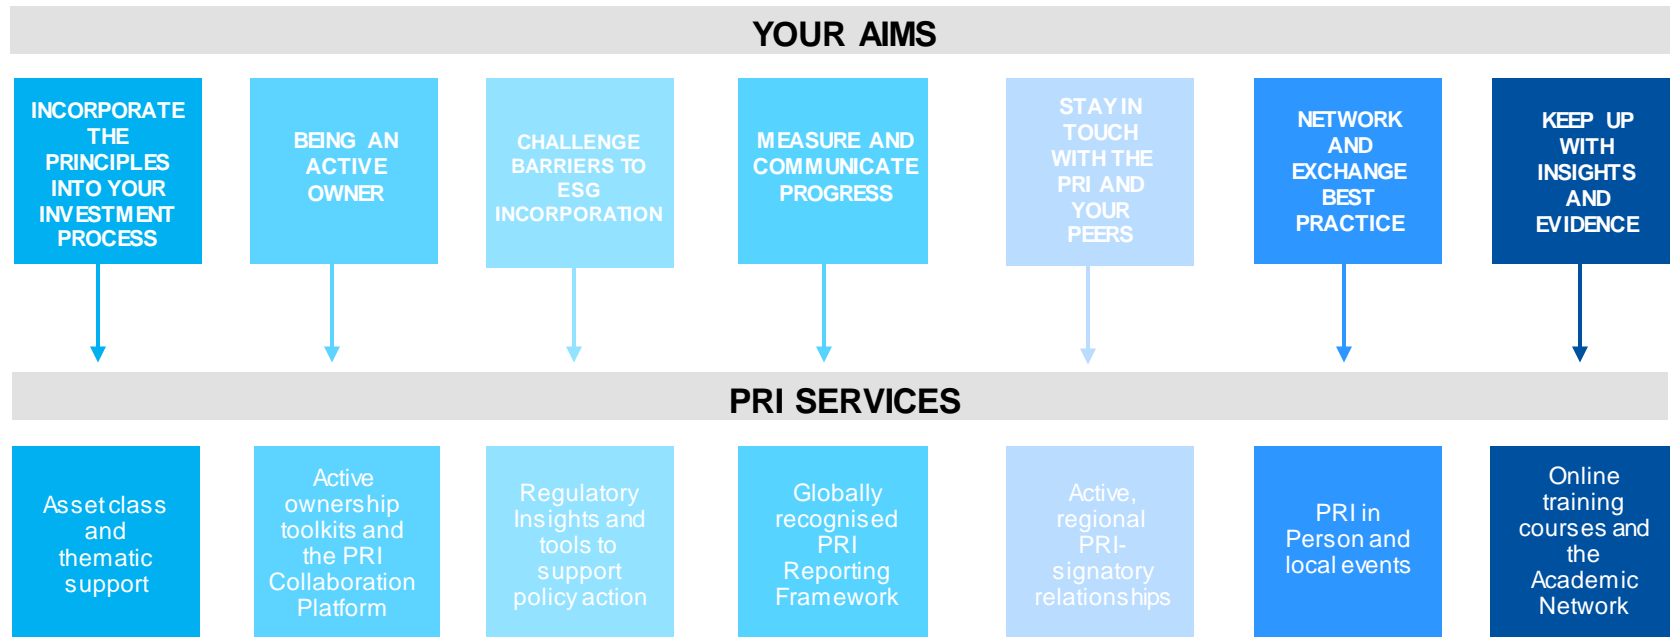 YOUR AIMS
INCORPORATE
THE
PRINCIPLES
INTO YOUR
INVESTMENT
PROCESS
BEING AN
ACTIVE
OWNER
CHALLENGE
BARRIERS TO
ESG
INCORPORATION
MEASURE AND
COMMUNICATE
PROGRESS
STAY IN
TOUCH
WITH THE
PRI AND
YOUR
PEERS
NETWORK
AND
EXCHANGE
BEST
PRACTICE
KEEP UP
WITH
INSIGHTS
AND
EVIDENCE
PRI SERVICES
Asset class
and
thematic
support
Active
ownership
toolkits and
the PRI
Collaboration
Platform
Regulatory
Insights and
tools to
support
policy action
Globally
recognised
PRI
Reporting
Framework
Active,
regional
PRI-
signatory
relationships
PRI in
Person and
local events
Online
training
courses and
the
Academic
Network